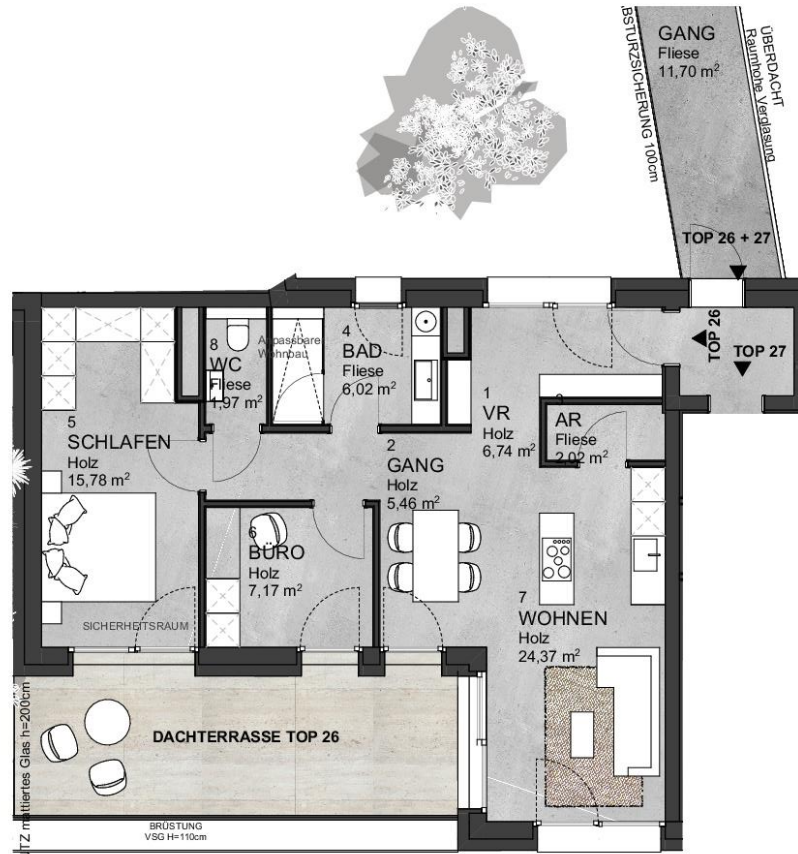 GANG
Fliese
11,70 m²
ÜBERDACHT
Raumhohe Verglasung
BSTURZSICHERUNG 100cm
TOP 26 + 27
TOP 26
TOP 27
4
BAD
Fliese
6,02 m²
Anpassbarer
Wohnbau
8
WC
Fliese
1,97 m²
1
VR
Holz
6,74 m²
AR
Fliese
2,02 m²
5
SCHLAFEN
Holz
15,78 m²
2
GANG
Holz
5,46 m²
6
BÜRO
Holz
7,17 m²
7
WOHNEN
Holz
24,37 m²
SICHERHEITSRAUM
DACHTERRASSE TOP 26
TZ mattiertes Glas h=200cm
BRÜSTUNG
VSG H=110cm